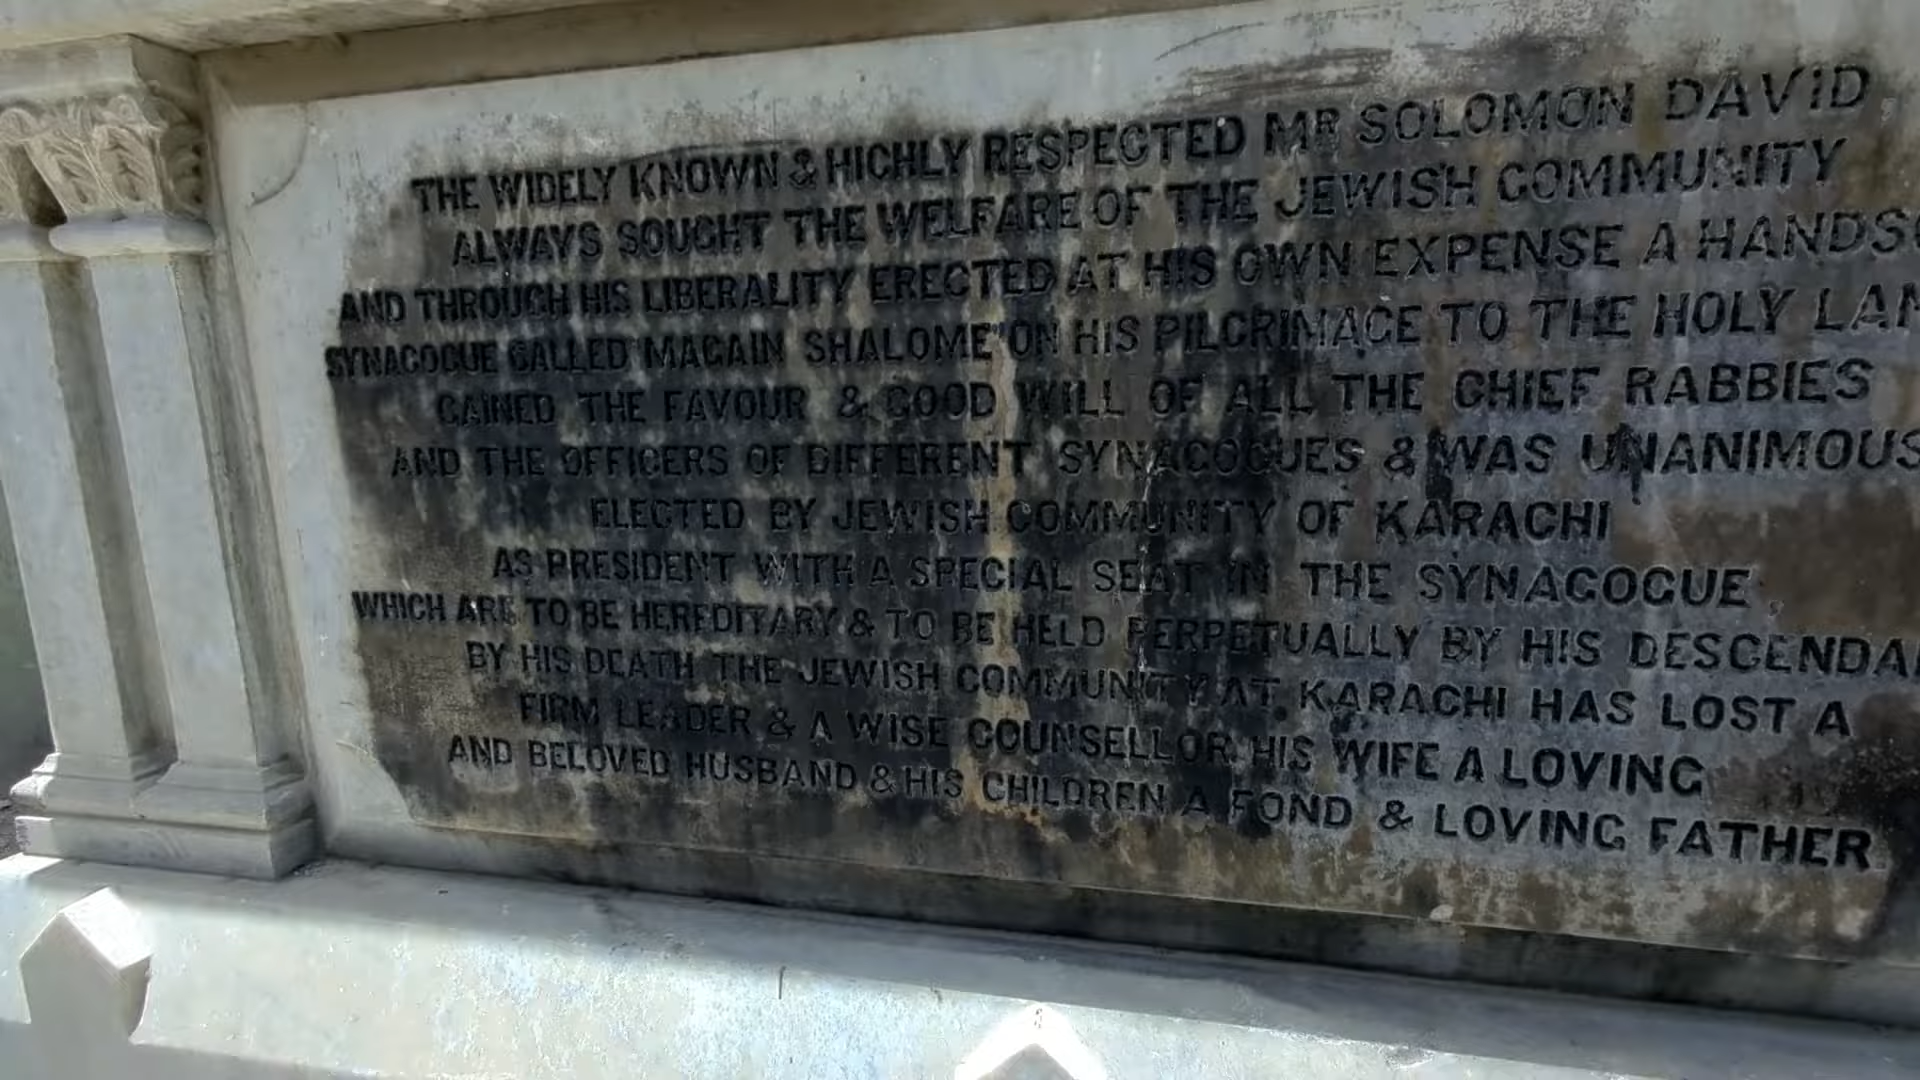 THE WIDELY KNOWN & HIGHLY RESPECTED MR SOLOMON DAVID,
ALWAYS SOUGHT THE WELFARE OF THE JEWISH COMMUNITY
AND THROUGH HIS LIBERALITY ERECTED AT HIS OWN EXPENSE A HANDSO
SYNAGOGUE CALLED "MAGAIN SHALOME" ON HIS PILGRIMAGE TO THE HOLY LAN
GAINED THE FAVOUR & GOOD WILL OF ALL THE CHIEF RABBIES
AND THE OFFICERS OF DIFFERENT SYNAGOGUES & WAS UNANIMOUS
ELECTED BY JEWISH COMMUNITY OF KARACHI
AS PRESIDENT WITH A SPECIAL SEAT IN THE SYNAGOGUE,
WHICH ARE TO BE HEREDITARY & TO BE HELD PERPETUALLY BY HIS DESCENDA
BY HIS DEATH THE JEWISH COMMUNITY AT KARACHI HAS LOST A
FIRM LEADER & A WISE COUNSELLOR HIS WIFE A LOVING
AND BELOVED HUSBAND & HIS CHILDREN A FOND & LOVING FATHER